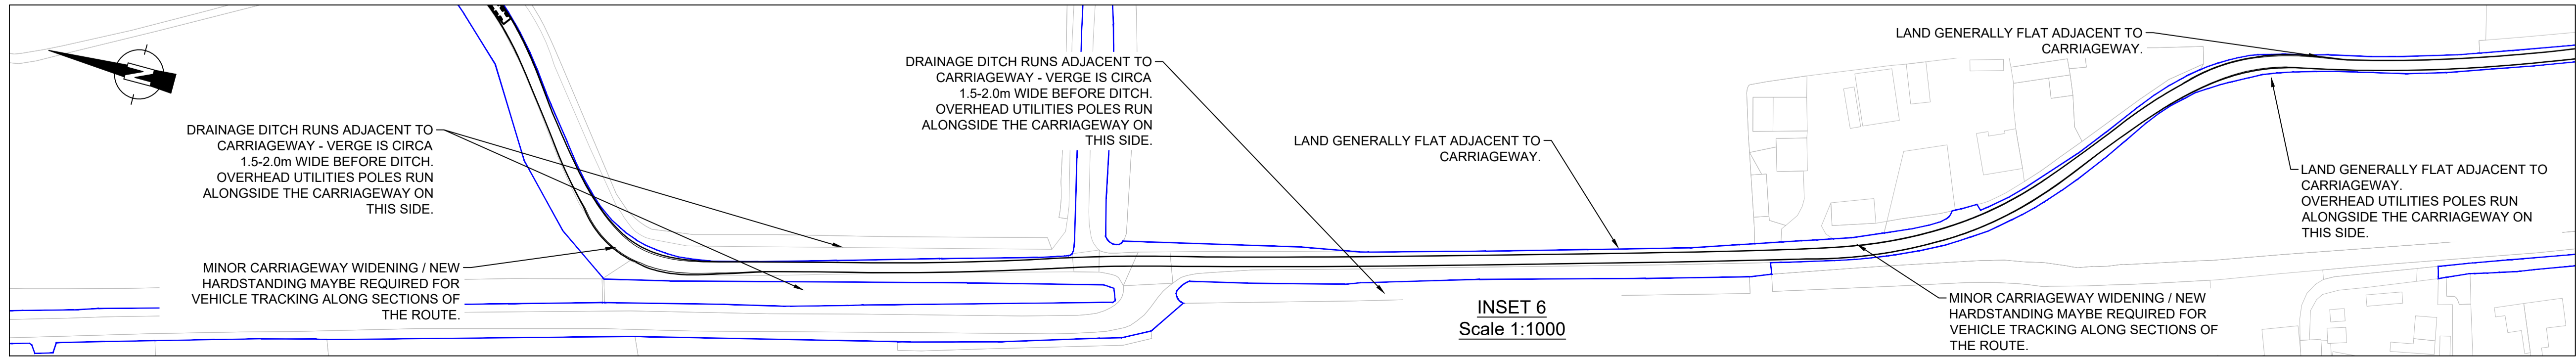 DRAINAGE DITCH RUNS ADJACENT TO
CARRIAGEWAY - VERGE IS CIRCA
1.5-2.0m WIDE BEFORE DITCH.
OVERHEAD UTILITIES POLES RUN
ALONGSIDE THE CARRIAGEWAY ON
THIS SIDE.
MINOR CARRIAGEWAY WIDENING / NEW
HARDSTANDING MAYBE REQUIRED FOR
VEHICLE TRACKING ALONG SECTIONS OF
THE ROUTE.
DRAINAGE DITCH RUNS ADJACENT TO
CARRIAGEWAY - VERGE IS CIRCA
1.5-2.0m WIDE BEFORE DITCH.
OVERHEAD UTILITIES POLES RUN
ALONGSIDE THE CARRIAGEWAY ON
THIS SIDE.
LAND GENERALLY FLAT ADJACENT TO
CARRIAGEWAY.
INSET 6
Scale 1:1000
LAND GENERALLY FLAT ADJACENT TO
CARRIAGEWAY.
LAND GENERALLY FLAT ADJACENT TO
CARRIAGEWAY.
OVERHEAD UTILITIES POLES RUN
ALONGSIDE THE CARRIAGEWAY ON
THIS SIDE.
MINOR CARRIAGEWAY WIDENING / NEW
HARDSTANDING MAYBE REQUIRED FOR
VEHICLE TRACKING ALONG SECTIONS OF
THE ROUTE.
N